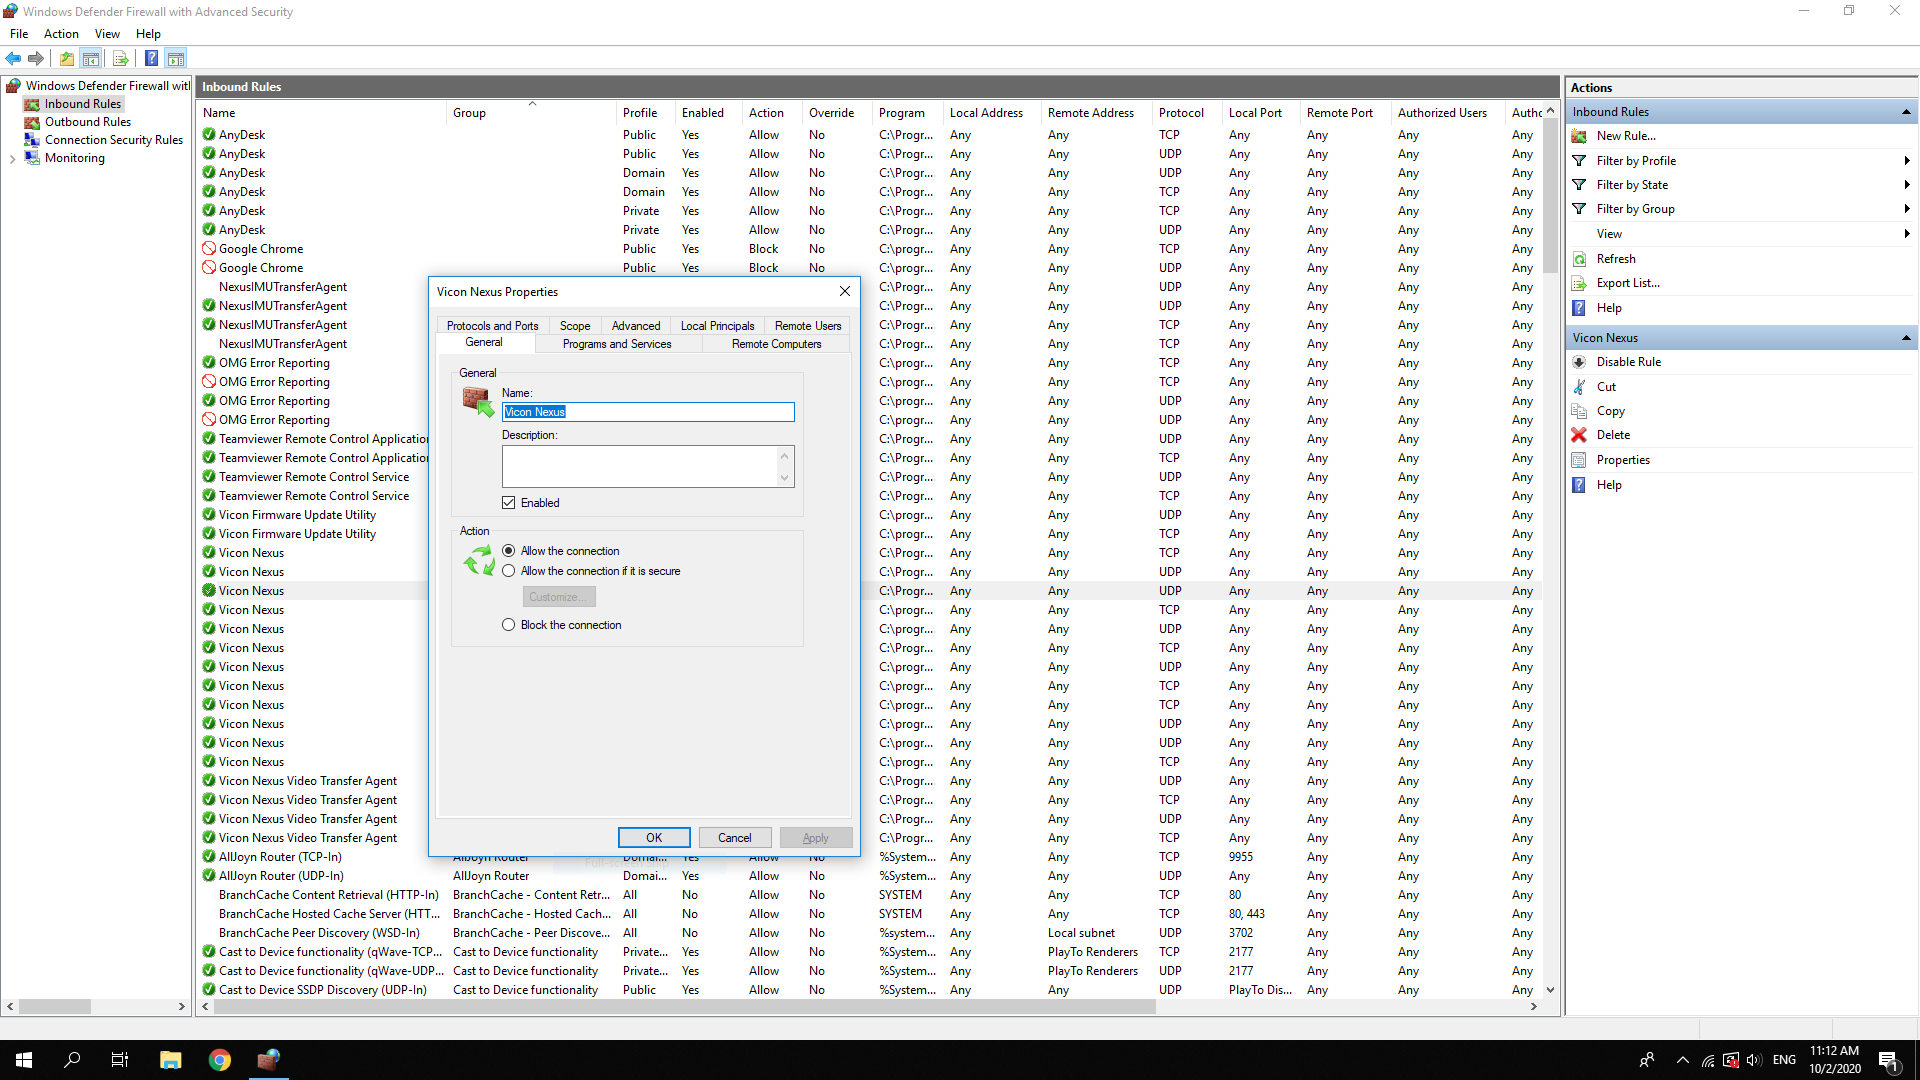 Windows Defender Firewall with Advanced Security
File Action View Help
Windows Defender Firewall witl
Inbound Rules
Outbound Rules
Connection Security Rules
Monitoring
Inbound Rules
Name Group Profile Enabled Action Override Program Local Address Remote Address Protocol Local Port Remote Port Authorized Users Autho
AnyDesk Public Yes Allow No C:\Progr... Any Any TCP Any Any Any Any
AnyDesk Public Yes Allow No C:\Progr... Any Any UDP Any Any Any Any
AnyDesk Domain Yes Allow No C:\Progr... Any Any UDP Any Any Any Any
AnyDesk Domain Yes Allow No C:\Progr... Any Any TCP Any Any Any Any
AnyDesk Private Yes Allow No C:\Progr... Any Any TCP Any Any Any Any
AnyDesk Private Yes Allow No C:\Progr... Any Any UDP Any Any Any Any
Google Chrome Public Yes Block No C:\progr... Any Any TCP Any Any Any Any
Google Chrome Public Yes Block No C:\progr... Any Any UDP Any Any Any Any
NexusIMUTransferAgent C:\Progr... Any Any UDP Any Any Any Any
NexusIMUTransferAgent C:\Progr... Any Any UDP Any Any Any Any
NexusIMUTransferAgent C:\Progr... Any Any TCP Any Any Any Any
NexusIMUTransferAgent C:\Progr... Any Any TCP Any Any Any Any
OMG Error Reporting C:\Progr... Any Any TCP Any Any Any Any
OMG Error Reporting C:\progr... Any Any TCP Any Any Any Any
OMG Error Reporting C:\Progr... Any Any UDP Any Any Any Any
OMG Error Reporting C:\progr... Any Any UDP Any Any Any Any
Teamviewer Remote Control Application C:\Progr... Any Any UDP Any Any Any Any
Teamviewer Remote Control Application C:\Progr... Any Any TCP Any Any Any Any
Teamviewer Remote Control Service C:\Progr... Any Any UDP Any Any Any Any
Teamviewer Remote Control Service C:\Progr... Any Any TCP Any Any Any Any
Vicon Firmware Update Utility C:\Progr... Any Any UDP Any Any Any Any
Vicon Firmware Update Utility C:\Progr... Any Any TCP Any Any Any Any
Vicon Nexus C:\Progr... Any Any TCP Any Any Any Any
Vicon Nexus C:\Progr... Any Any TCP Any Any Any Any
Vicon Nexus C:\Progr... Any Any UDP Any Any Any Any
Vicon Nexus C:\progr... Any Any TCP Any Any Any Any
Vicon Nexus C:\progr... Any Any UDP Any Any Any Any
Vicon Nexus C:\progr... Any Any TCP Any Any Any Any
Vicon Nexus C:\progr... Any Any UDP Any Any Any Any
Vicon Nexus C:\progr... Any Any TCP Any Any Any Any
Vicon Nexus C:\progr... Any Any TCP Any Any Any Any
Vicon Nexus C:\progr... Any Any UDP Any Any Any Any
Vicon Nexus C:\progr... Any Any UDP Any Any Any Any
Vicon Nexus C:\progr... Any Any TCP Any Any Any Any
Vicon Nexus Video Transfer Agent C:\Progr... Any Any UDP Any Any Any Any
Vicon Nexus Video Transfer Agent C:\Progr... Any Any TCP Any Any Any Any
Vicon Nexus Video Transfer Agent C:\Progr... Any Any UDP Any Any Any Any
Vicon Nexus Video Transfer Agent C:\Progr... Any Any TCP Any Any Any Any
AllJoyn Router (TCP-In) AllJoyn Router Domai... Yes Allow No %System... Any Any TCP 9955 Any Any Any
AllJoyn Router (UDP-In) AllJoyn Router Domai... Yes Allow No %System... Any Any UDP Any Any Any Any
BranchCache Content Retrieval (HTTP-In) BranchCache - Content Retr... All No Allow No SYSTEM Any Any TCP 80 Any Any Any
BranchCache Hosted Cache Server (HTT... BranchCache - Hosted Cach... All No Allow No SYSTEM Any Any TCP 80, 443 Any Any Any
BranchCache Peer Discovery (WSD-In) BranchCache - Peer Discove... All No Allow No %system... Any Local subnet UDP 3702 Any Any Any
Cast to Device functionality (qWave-TCP... Cast to Device functionality Private... Yes Allow No %System... Any PlayTo Renderers TCP 2177 Any Any Any
Cast to Device functionality (qWave-UDP... Cast to Device functionality Private... Yes Allow No %System... Any PlayTo Renderers UDP 2177 Any Any Any
Cast to Device SSDP Discovery (UDP-In) Cast to Device functionality Public Yes Allow No %System... Any Any UDP PlayTo Dis... Any Any Any
Vicon Nexus Properties
Protocols and Ports Scope Advanced Local Principals Remote Users
General Programs and Services Remote Computers
General
Name:
Vicon Nexus
Description:
Enabled
Action
Allow the connection
Allow the connection if it is secure
Customize...
Block the connection
OK Cancel Apply
Actions
Inbound Rules
New Rule...
Filter by Profile
Filter by State
Filter by Group
View
Refresh
Export List...
Help
Vicon Nexus
Disable Rule
Cut
Copy
Delete
Properties
Help
ENG
11:12 AM
10/2/2020
1